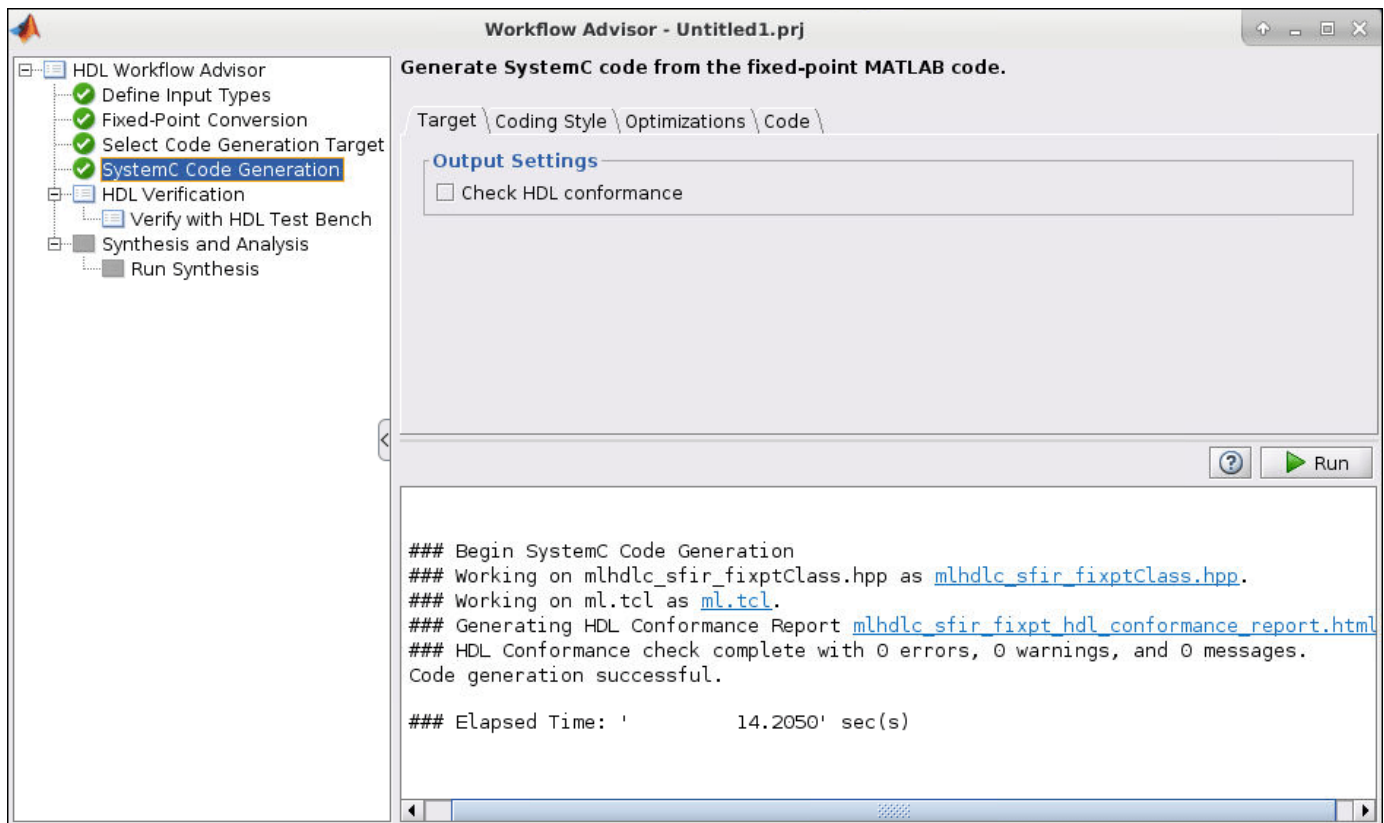 Workflow Advisor - Untitled1.prj
HDL Workflow Advisor
Define Input Types
Fixed-Point Conversion
Select Code Generation Target
SystemC Code Generation
HDL Verification
Verify with HDL Test Bench
Synthesis and Analysis
Run Synthesis
Generate SystemC code from the fixed-point MATLAB code.
Target Coding Style Optimizations Code
Output Settings
Check HDL conformance
? Run
### Begin SystemC Code Generation
### Working on mlhdlc_sfir_fixptClass.hpp as mlhdlc_sfir_fixptClass.hpp.
### Working on ml.tcl as ml.tcl.
### Generating HDL Conformance Report mlhdlc_sfir_fixpt_hdl_conformance_report.html
### HDL Conformance check complete with 0 errors, 0 warnings, and 0 messages.
Code generation successful.
### Elapsed Time: '          14.2050' sec(s)